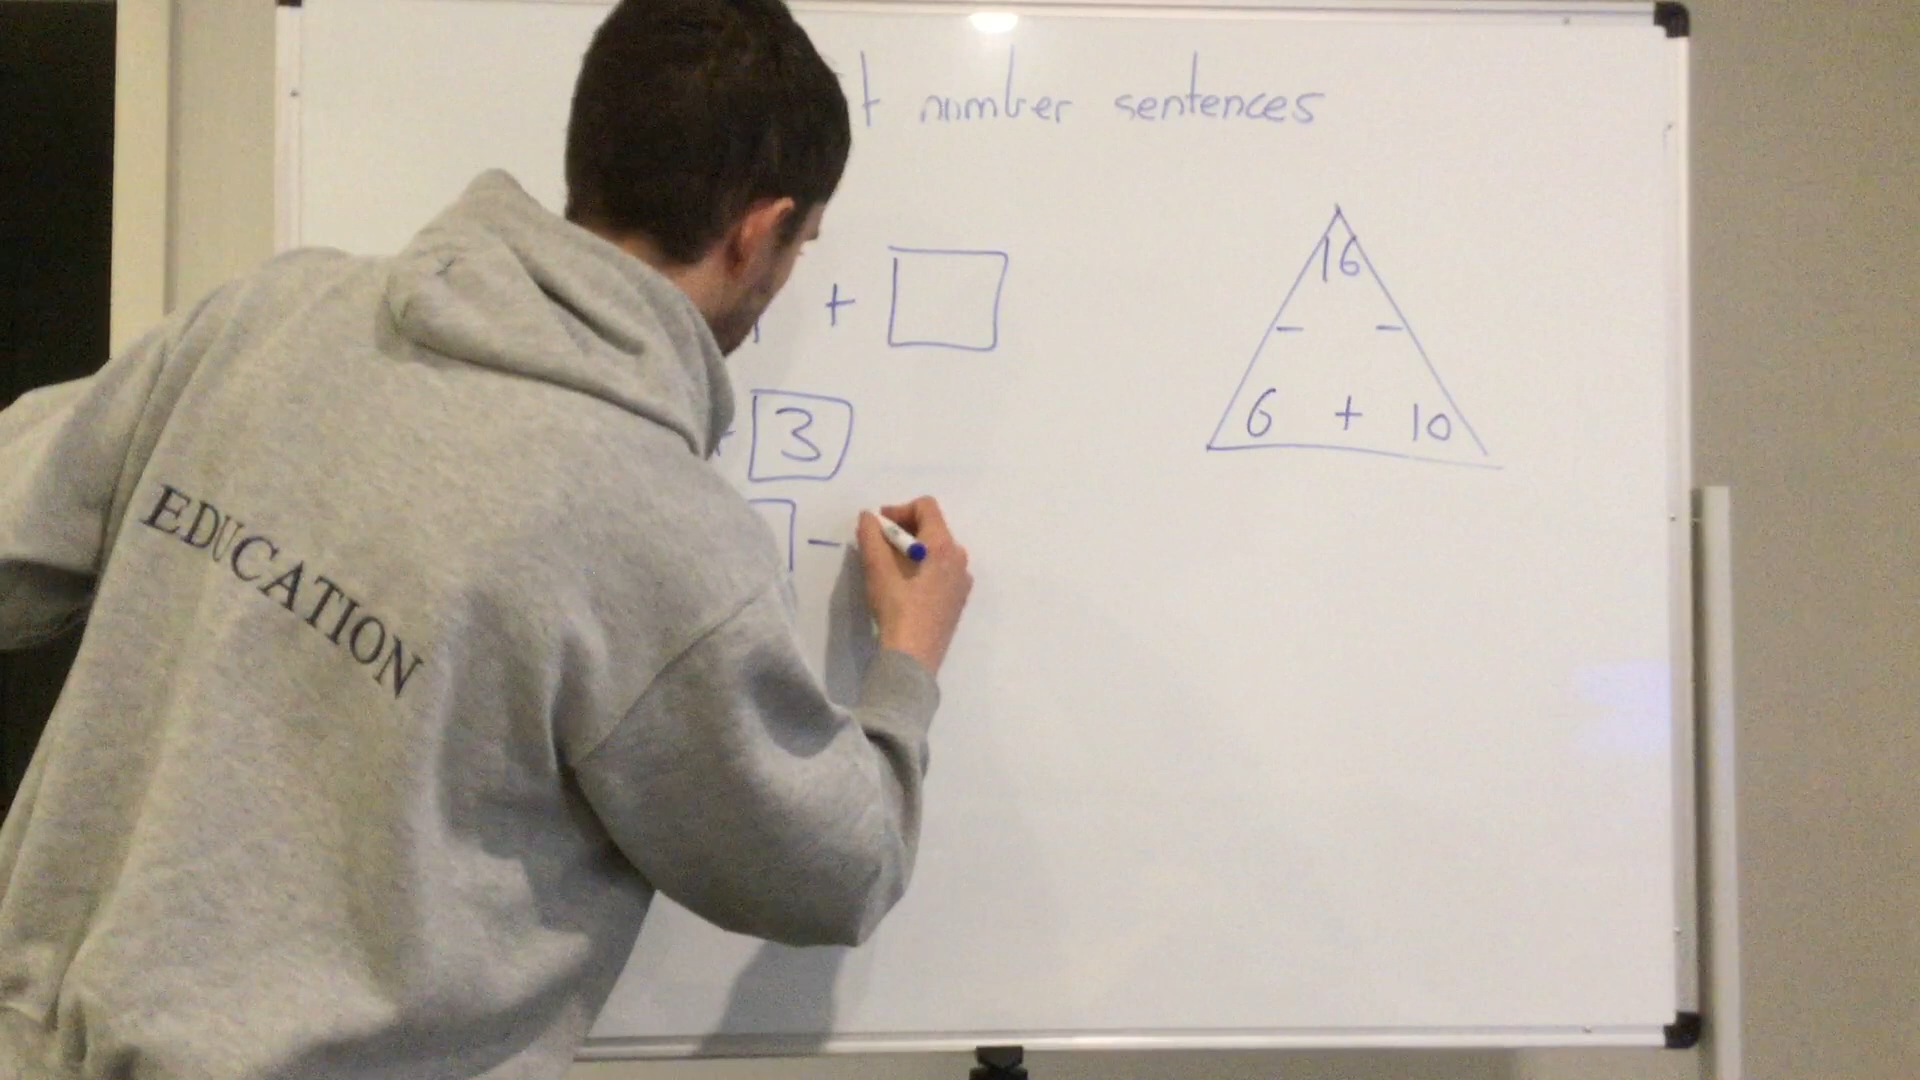 number sentences
+
16
- -
3
6 + 10
-
EDUCATION